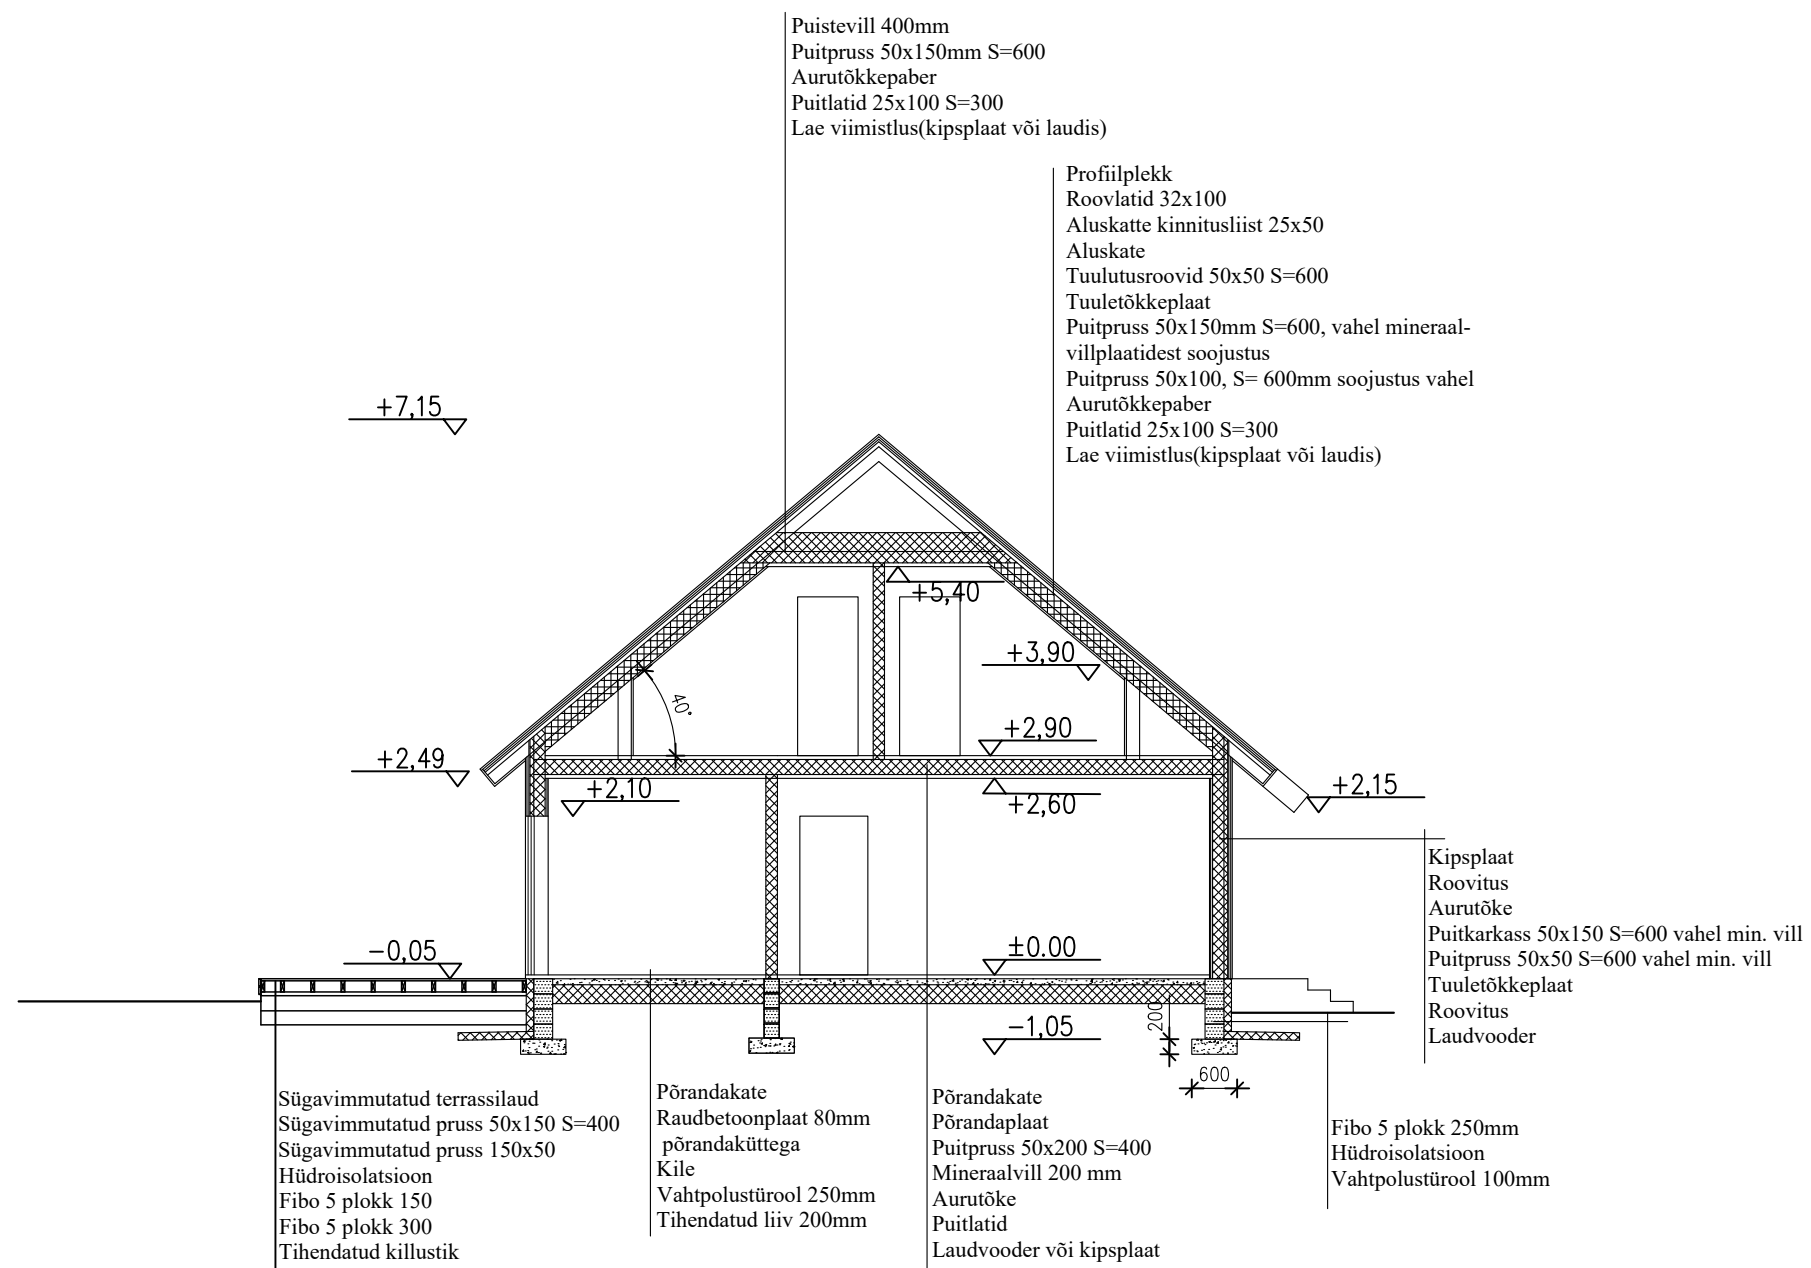 Puistevill 400mm
Puitpruss 50x150mm S=600
Aurutõkkepaber
Puitlatid 25x100 S=300
Lae viimistlus(kipsplaat või laudis)
Profiilplekk
Roovlatid 32x100
Aluskatte kinnitusliist 25x50
Aluskate
Tuulutusroovid 50x50 S=600
Tuuletõkkeplaat
Puitpruss 50x150mm S=600, vahel mineraal-
villplaatidest soojustus
Puitpruss 50x100, S= 600mm soojustus vahel
Aurutõkkepaber
Puitlatid 25x100 S=300
Lae viimistlus(kipsplaat või laudis)
+7,15
+5,40
+3,90
40°
+2,90
+2,49
+2,10
+2,60
+2,15
Kipsplaat
Roovitus
Aurutõke
Puitkarkass 50x150 S=600 vahel min. vill
Puitpruss 50x50 S=600 vahel min. vill
Tuuletõkkeplaat
Roovitus
Laudvooder
-0,05
±0.00
-1,05
200
600
Sügavimmutatud terrassilaud
Sügavimmutatud pruss 50x150 S=400
Sügavimmutatud pruss 150x50
Hüdroisolatsioon
Fibo 5 plokk 150
Fibo 5 plokk 300
Tihendatud killustik
Põrandakate
Raudbetoonplaat 80mm
põrandaküttega
Kile
Vahtpolustürool 250mm
Tihendatud liiv 200mm
Põrandakate
Põrandaplaat
Puitpruss 50x200 S=400
Mineraalvill 200 mm
Aurutõke
Puitlatid
Laudvooder või kipsplaat
Fibo 5 plokk 250mm
Hüdroisolatsioon
Vahtpolustürool 100mm